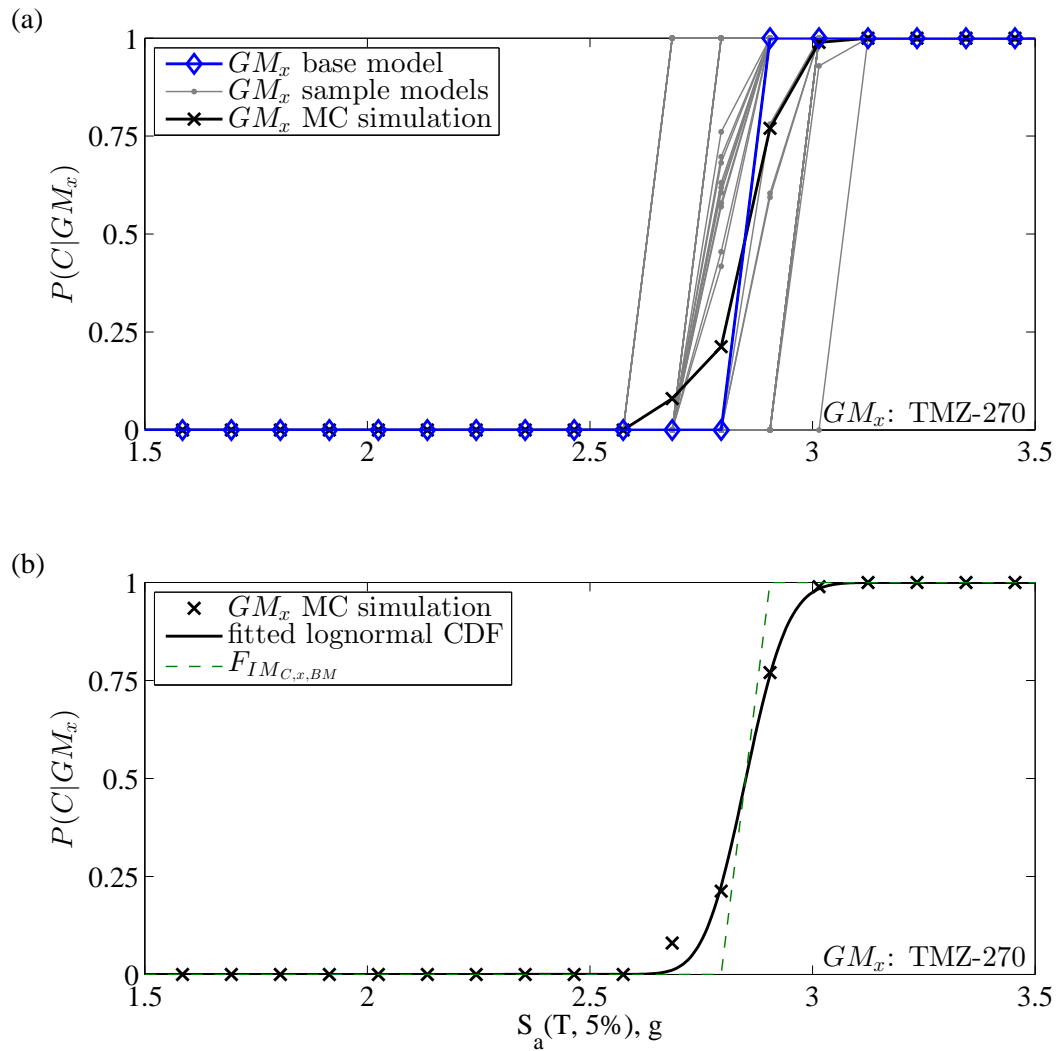 (a)
1
0.75
0.5
0.25
0
P(C|GM_x)
GM_x base model
GM_x sample models
GM_x MC simulation
GM_x: TMZ-270
1.5 2 2.5 3 3.5
(b)
1
0.75
0.5
0.25
0
P(C|GM_x)
GM_x MC simulation
fitted lognormal CDF
F_{IM_{C,x,BM}}
GM_x: TMZ-270
1.5 2 2.5 3 3.5
S_a(T, 5%), g